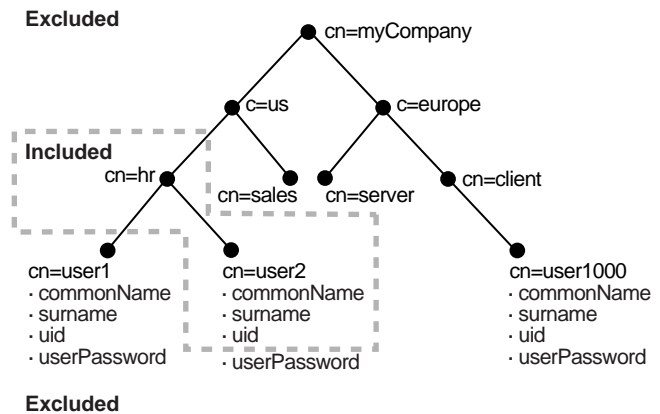 Excluded
cn=myCompany
c=us
c=europe
Included
cn=hr
cn=sales
cn=server
cn=client
cn=user1
· commonName
· surname
· uid
· userPassword
cn=user2
· commonName
· surname
· uid
· userPassword
cn=user1000
· commonName
· surname
· uid
· userPassword
Excluded